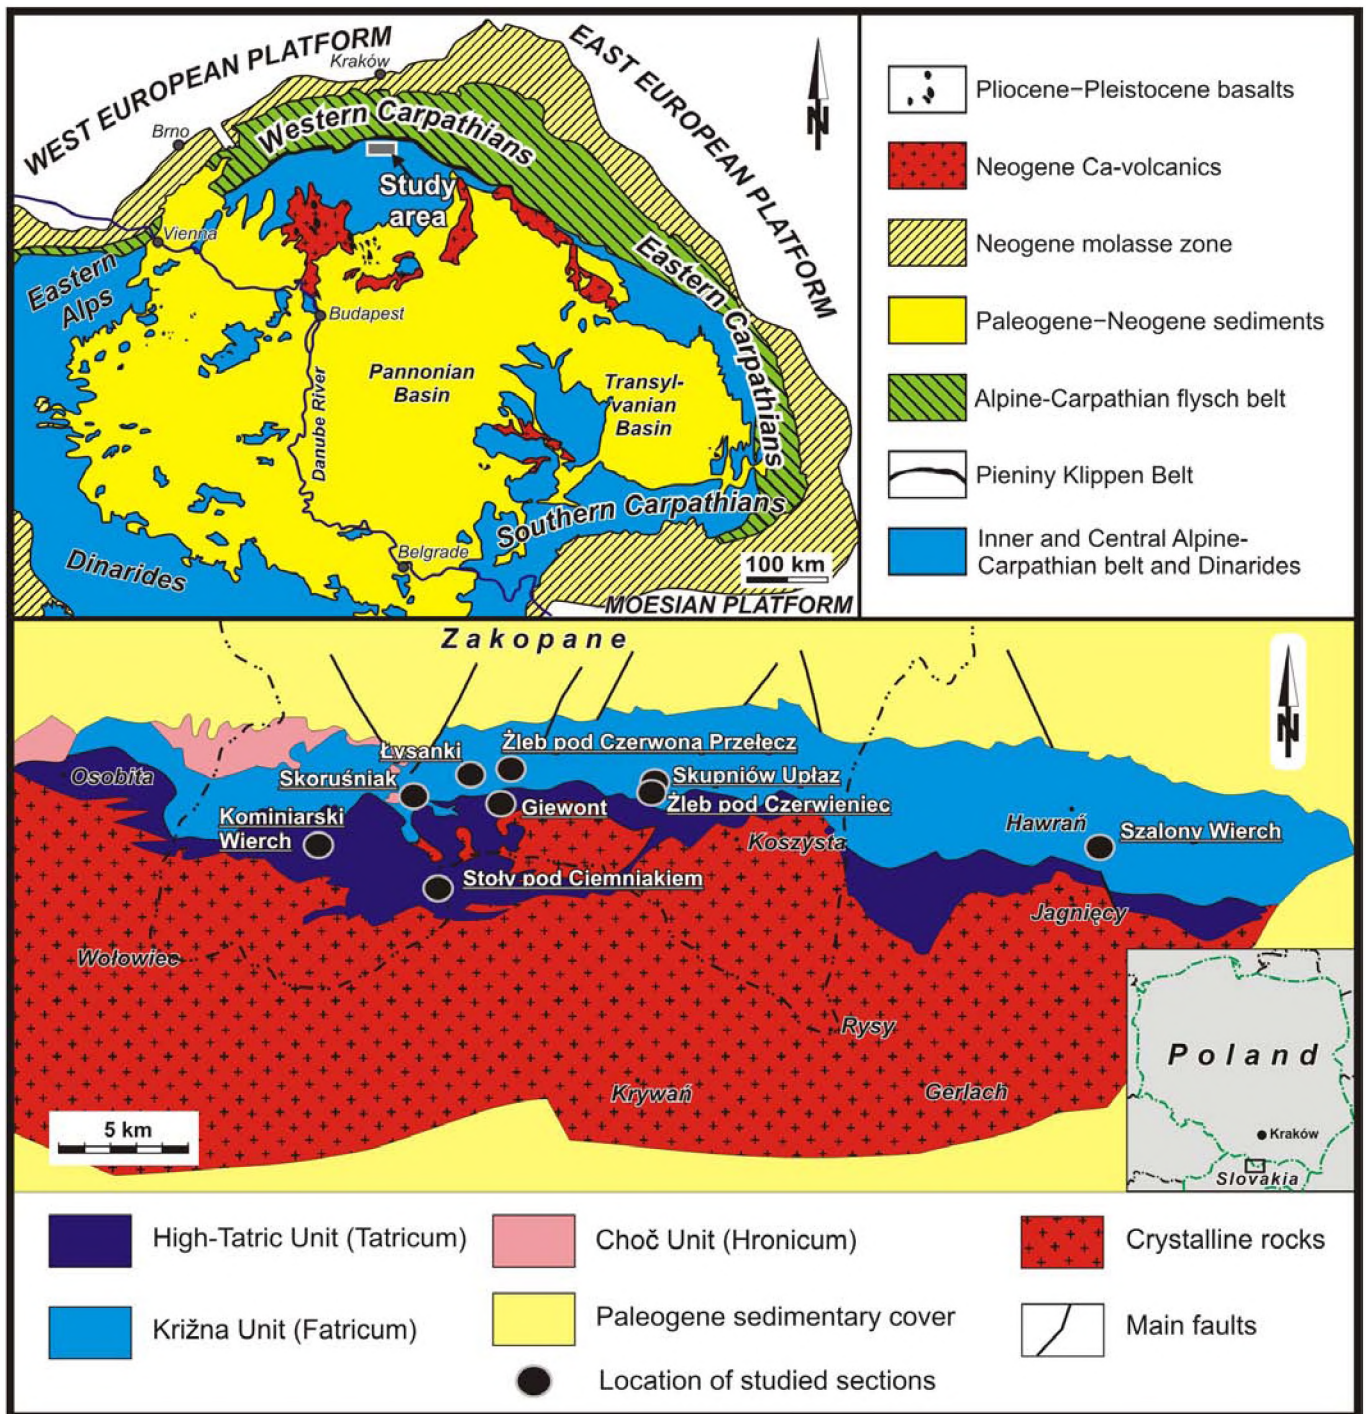 WEST EUROPEAN PLATFORM
EAST EUROPEAN PLATFORM
Kraków
Brno
Western Carpathians
N
Study
area
Vienna
Eastern
Alps
Eastern Carpathians
Budapest
Pannonian
Basin
Transyl-
vanian
Basin
Danube River
Southern Carpathians
Belgrade
Dinarides
100 km
MOESIAN PLATFORM
Pliocene–Pleistocene basalts
Neogene Ca-volcanics
Neogene molasse zone
Paleogene–Neogene sediments
Alpine-Carpathian flysch belt
Pieniny Klippen Belt
Inner and Central Alpine-
Carpathian belt and Dinarides
Zakopane
N
Łysanki
Żleb pod Czerwoną Przełęcz
Osobita
Skoruśniak
Skupniów Upłaz
Giewont
Żleb pod Czerwieniec
Kominiarski
Wierch
Hawrań
Szalony Wierch
Koszysta
Stoły pod Ciemniakiem
Jagnięcy
Wołowiec
Rysy
Krywań
Gerlach
5 km
Poland
Kraków
Slovakia
High-Tatric Unit (Tatricum)
Choč Unit (Hronicum)
Crystalline rocks
Križna Unit (Fatricum)
Paleogene sedimentary cover
Main faults
Location of studied sections